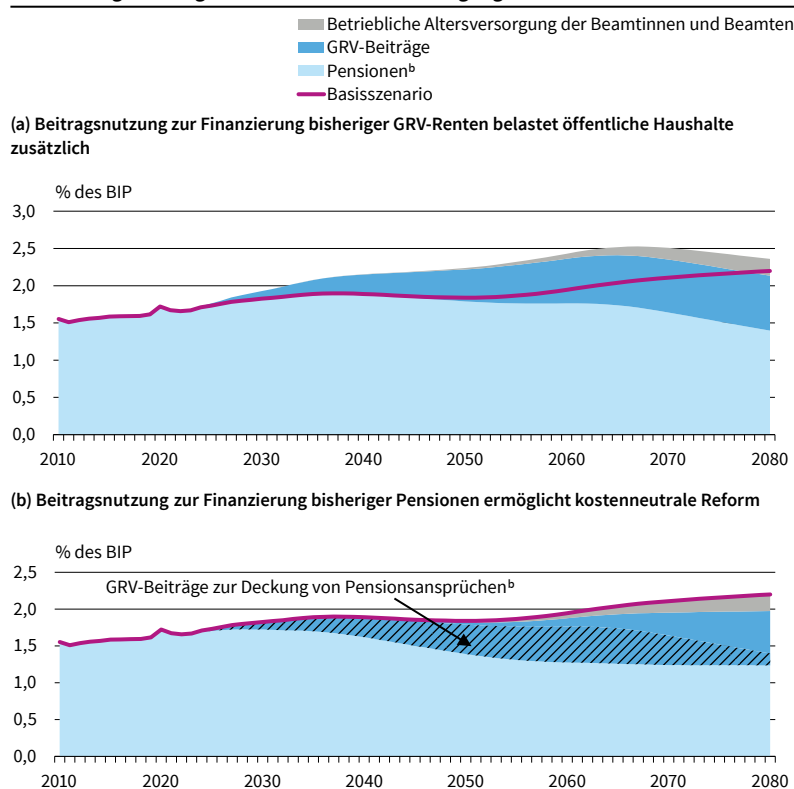 Betriebliche Altersversorgung der Beamtinnen und Beamten
GRV-Beiträge
Pensionenᵇ
Basisszenario
(a) Beitragsnutzung zur Finanzierung bisheriger GRV-Renten belastet öffentliche Haushalte
zusätzlich
% des BIP
3,0
2,5
2,0
1,5
1,0
0,5
0,0
2010 2020 2030 2040 2050 2060 2070 2080
(b) Beitragsnutzung zur Finanzierung bisheriger Pensionen ermöglicht kostenneutrale Reform
% des BIP
2,5
GRV-Beiträge zur Deckung von Pensionsansprüchenᵇ
2,0
1,5
1,0
0,5
0,0
2010 2020 2030 2040 2050 2060 2070 2080